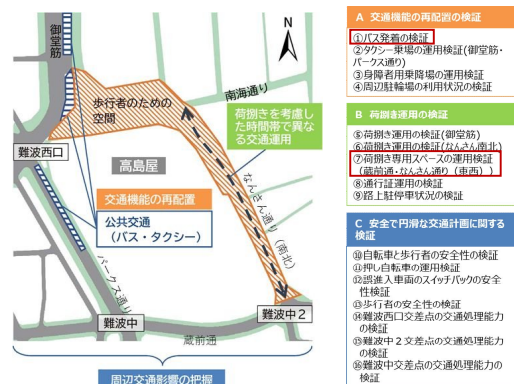 御堂筋
N
南海通り
歩行者のための
空間
荷捌きを考慮し
た時間帯で異な
る交通運用
難波西口
高島屋
なんさん通り(南北)
交通機能の再配置
公共交通
(バス・タクシー)
パークス通り
難波中
難波中2
蔵前通
周辺交通影響の把握
A 交通機能の再配置の検証
①バス発着の検証
②タクシー乗場の運用検証(御堂筋・
パークス通り)
③身障者用乗降場の運用検証
④周辺駐輪場の利用状況の検証
B 荷捌き運用の検証
⑤荷捌き運用の検証(御堂筋)
⑥荷捌き運用の検証(なんさん南北)
⑦荷捌き専用スペースの運用検証
(蔵前通・なんさん通り(東西))
⑧通行証運用の検証
⑨路上駐停車状況の検証
C 安全で円滑な交通計画に関する
検証
⑩自転車と歩行者の安全性の検証
⑪押し自転車の運用検証
⑫誤進入車両のスイッチバックの安全
性検証
⑬歩行者の安全性の検証
⑭難波西口交差点の交通処理能力
の検証
⑮難波中2交差点の交通処理能力
の検証
⑯難波中交差点の交通処理能力の
検証